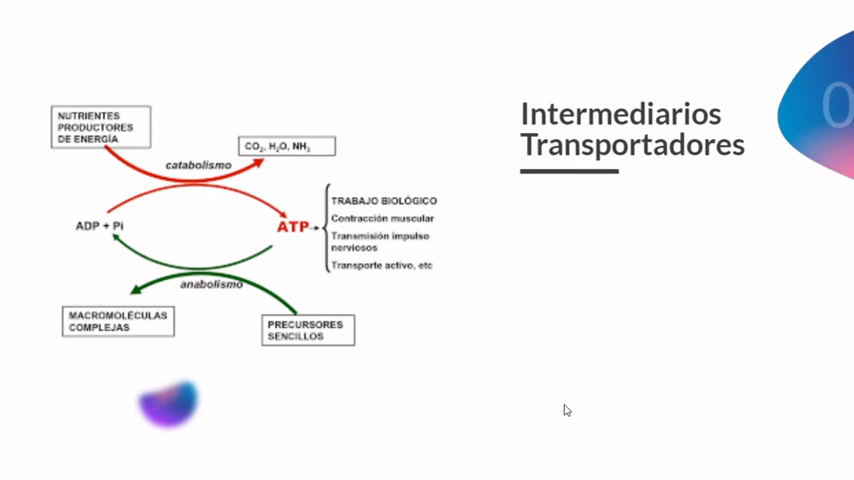 Intermediarios
Transportadores
0
NUTRIENTES
PRODUCTORES
DE ENERGÍA
CO₂, H₂O, NH₃
catabolismo
ADP + Pi
ATP
TRABAJO BIOLÓGICO
Contracción muscular
Transmisión impulso
nerviosos
Transporte activo, etc
anabolismo
MACROMOLÉCULAS
COMPLEJAS
PRECURSORES
SENCILLOS